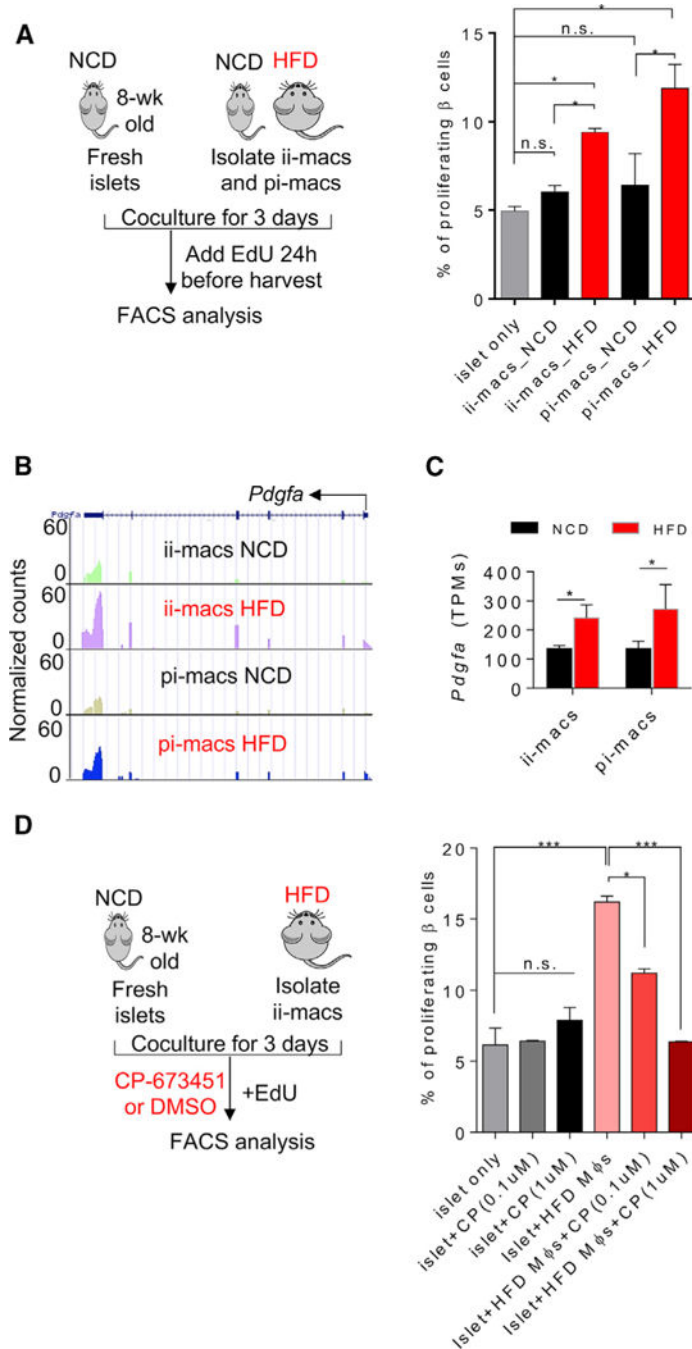 A
NCD
8-wk
old
Fresh
islets
NCD HFD
Isolate ii-macs
and pi-macs
Coculture for 3 days
Add EdU 24h
before harvest
FACS analysis
% of proliferating β cells
15
10
5
0
*
n.s.
*
*
*
n.s.
islet only
ii-macs_NCD
ii-macs_HFD
pi-macs_NCD
pi-macs_HFD
B
Pdgfa
Pdgfa
Normalized counts
60
0
ii-macs NCD
60
0
ii-macs HFD
60
0
pi-macs NCD
60
0
pi-macs HFD
C
NCD HFD
Pdgfa (TPMs)
400
300
200
100
0
*
*
ii-macs
pi-macs
D
NCD
8-wk
old
Fresh
islets
HFD
Isolate
ii-macs
Coculture for 3 days
CP-673451
or DMSO
+EdU
FACS analysis
% of proliferating β cells
20
15
10
5
0
*** ***
*
n.s.
islet only
islet+CP(0.1uM)
islet+CP(1uM)
Islet+HFD Mϕs
Islet+HFD Mϕs+CP(0.1uM)
Islet+HFD Mϕs+CP(1uM)